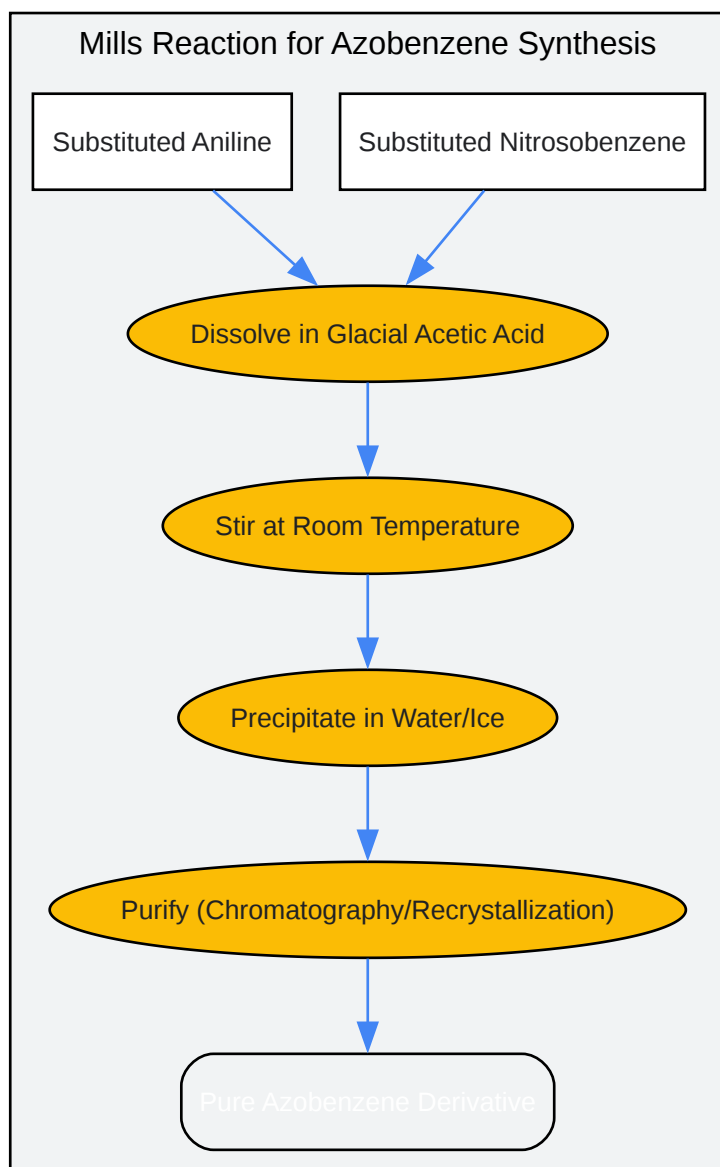 Mills Reaction for Azobenzene Synthesis
Substituted Aniline
Substituted Nitrosobenzene
Dissolve in Glacial Acetic Acid
Stir at Room Temperature
Precipitate in Water/Ice
Purify (Chromatography/Recrystallization)
Pure Azobenzene Derivative